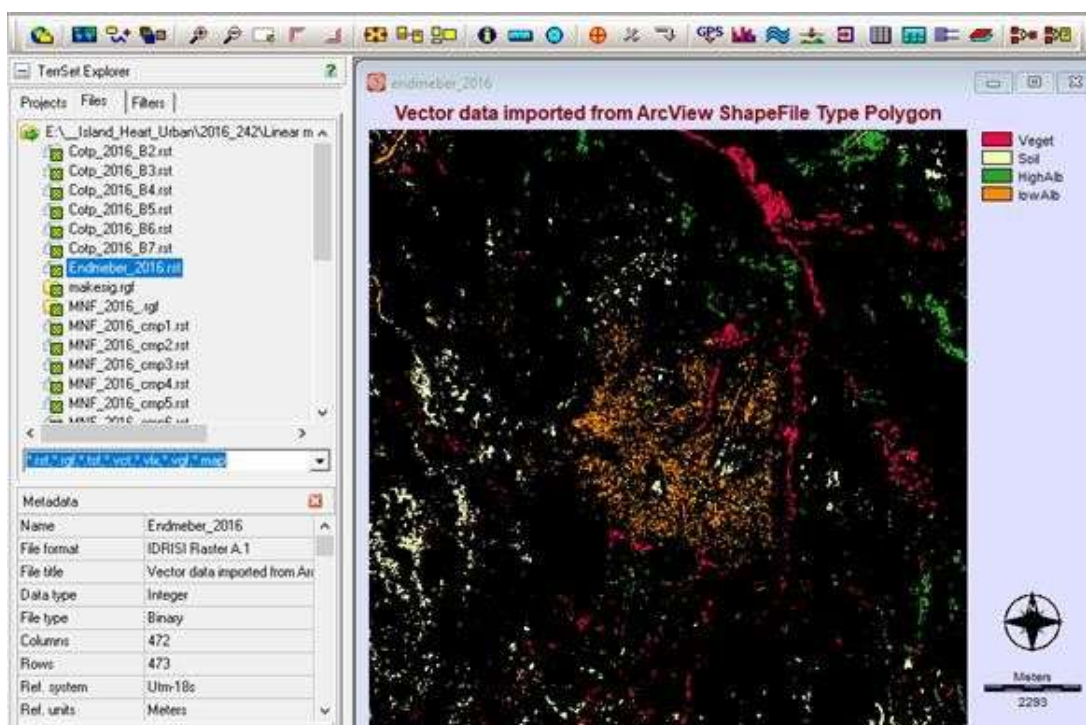 GPS
TerrSet Explorer
?
Projects Files Filters
E:\__Island_Heart_Urban\2016_242\Linear m
Cotp_2016_B2.rst
Cotp_2016_B3.rst
Cotp_2016_B4.rst
Cotp_2016_B5.rst
Cotp_2016_B6.rst
Cotp_2016_B7.rst
Endmeber_2016.rst
makesig.rgf
MNF_2016_.rgf
MNF_2016_cmp1.rst
MNF_2016_cmp2.rst
MNF_2016_cmp3.rst
MNF_2016_cmp4.rst
MNF_2016_cmp5.rst
MNF_2016_cmp6.rst
*.rst,*.rgf,*.tsf,*.vct,*.vlx,*.vgf,*.map
Metadata
Name Endmeber_2016
File format IDRISI Raster A.1
File title Vector data imported from Arc
Data type Integer
File type Binary
Columns 472
Rows 473
Ref. system Utm-18s
Ref. units Meters
endmeber_2016
Vector data imported from ArcView ShapeFile Type Polygon
Veget
Soil
HighAlb
lowAlb
Meters
2293